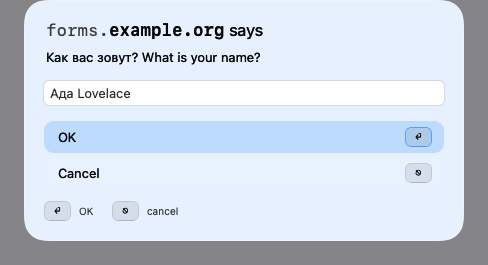 forms.example.org says
Как вас зовут? What is your name?
Ада Lovelace
OK
Cancel
OK cancel